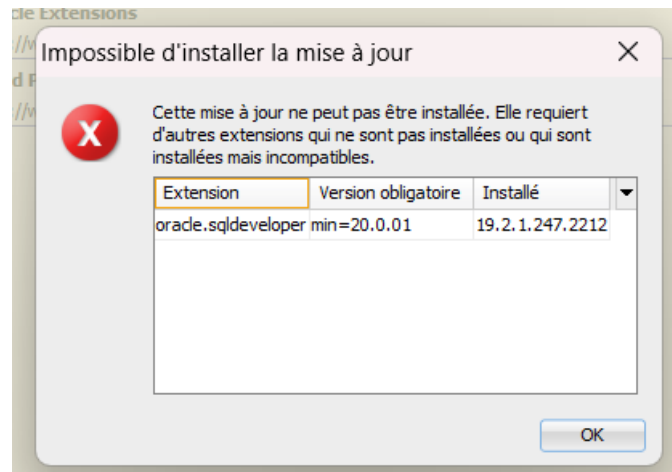 cle Extensions
Impossible d'installer la mise à jour
Cette mise à jour ne peut pas être installée. Elle requiert
d'autres extensions qui ne sont pas installées ou qui sont
installées mais incompatibles.
Extension Version obligatoire Installé
oracle.sqldeveloper min=20.0.01 19.2.1.247.2212
OK